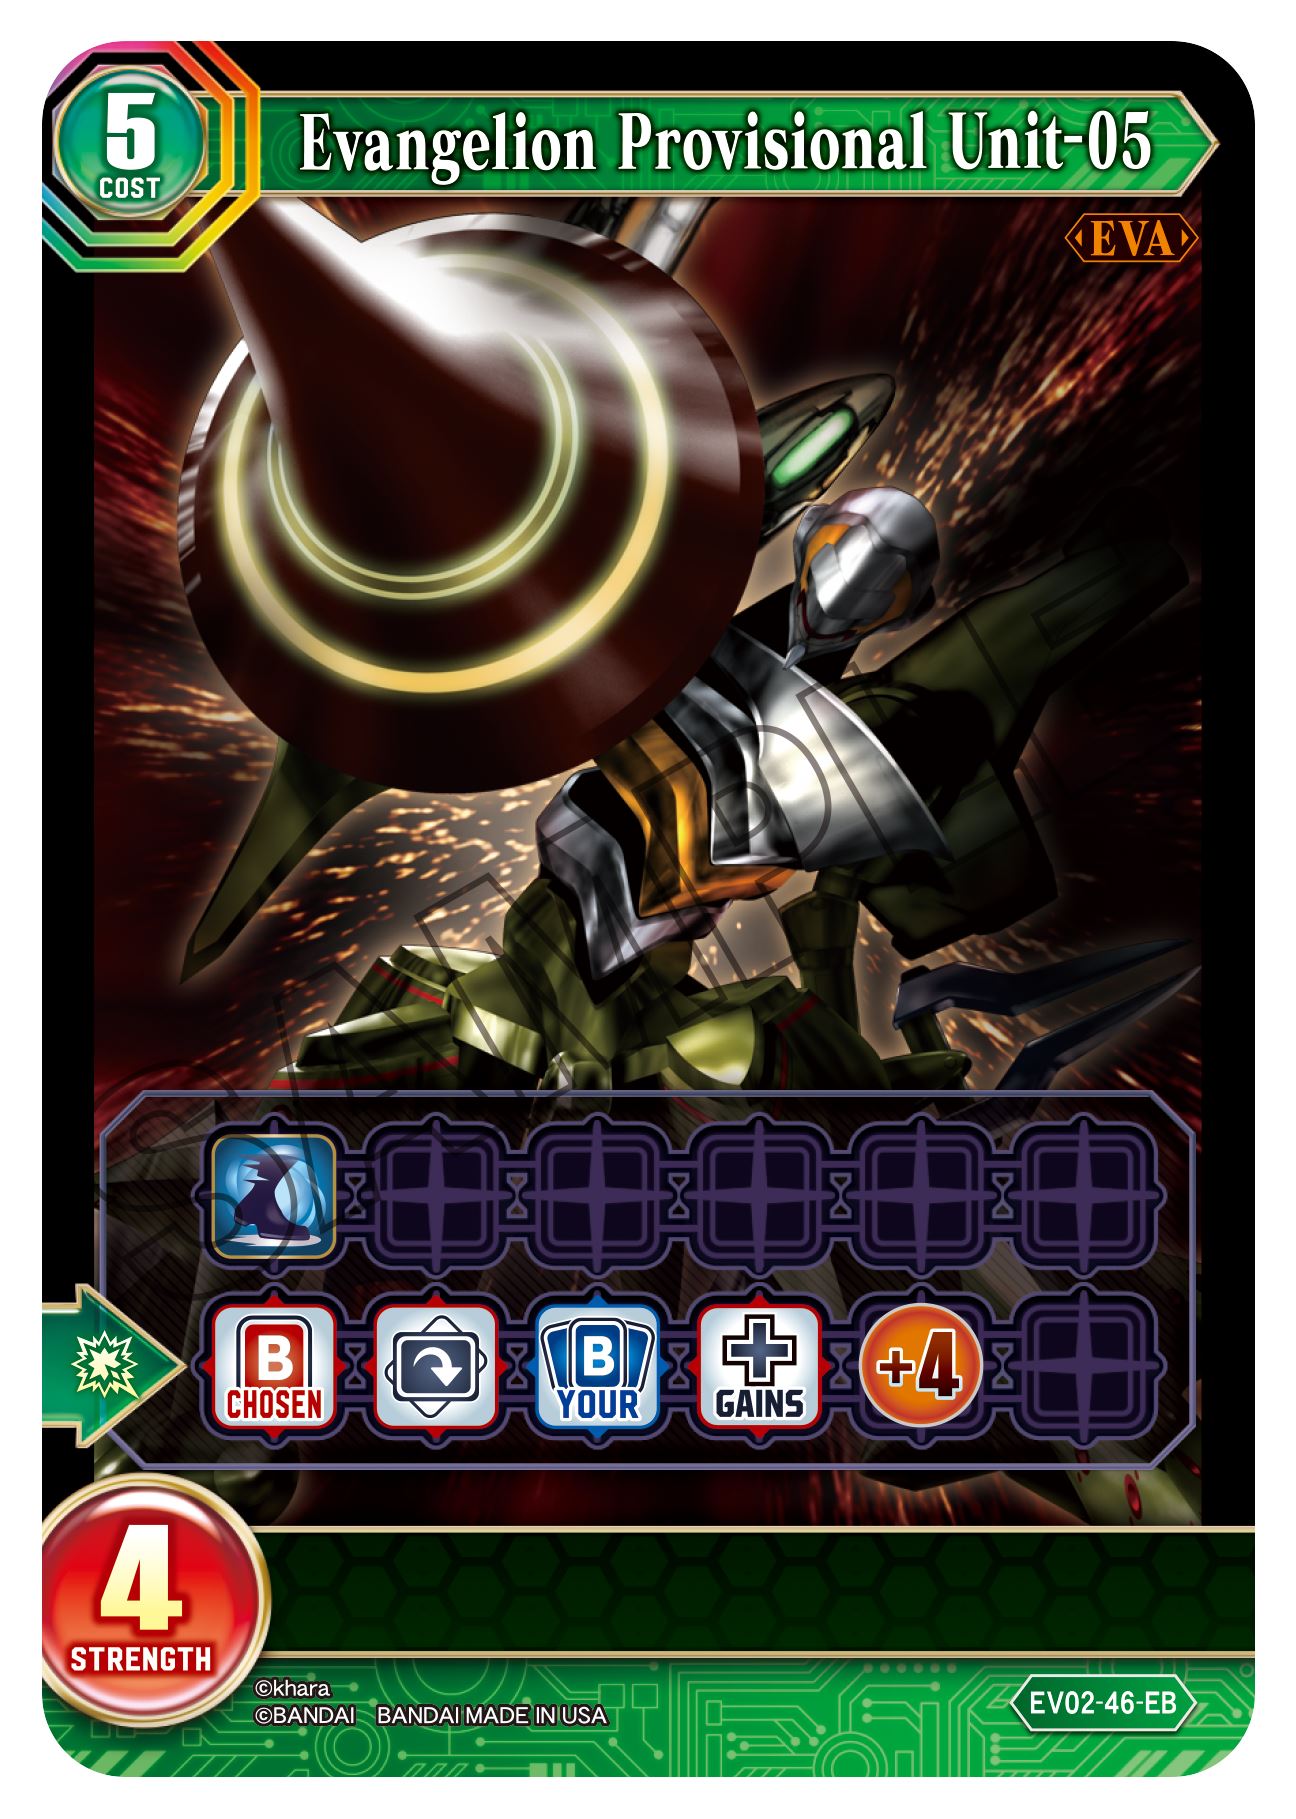 5
COST
Evangelion Provisional Unit-05
EVA
SAMPLE
B
CHOSEN
B
YOUR
GAINS
+4
4
STRENGTH
©khara
©BANDAI BANDAI MADE IN USA
EV02-46-EB